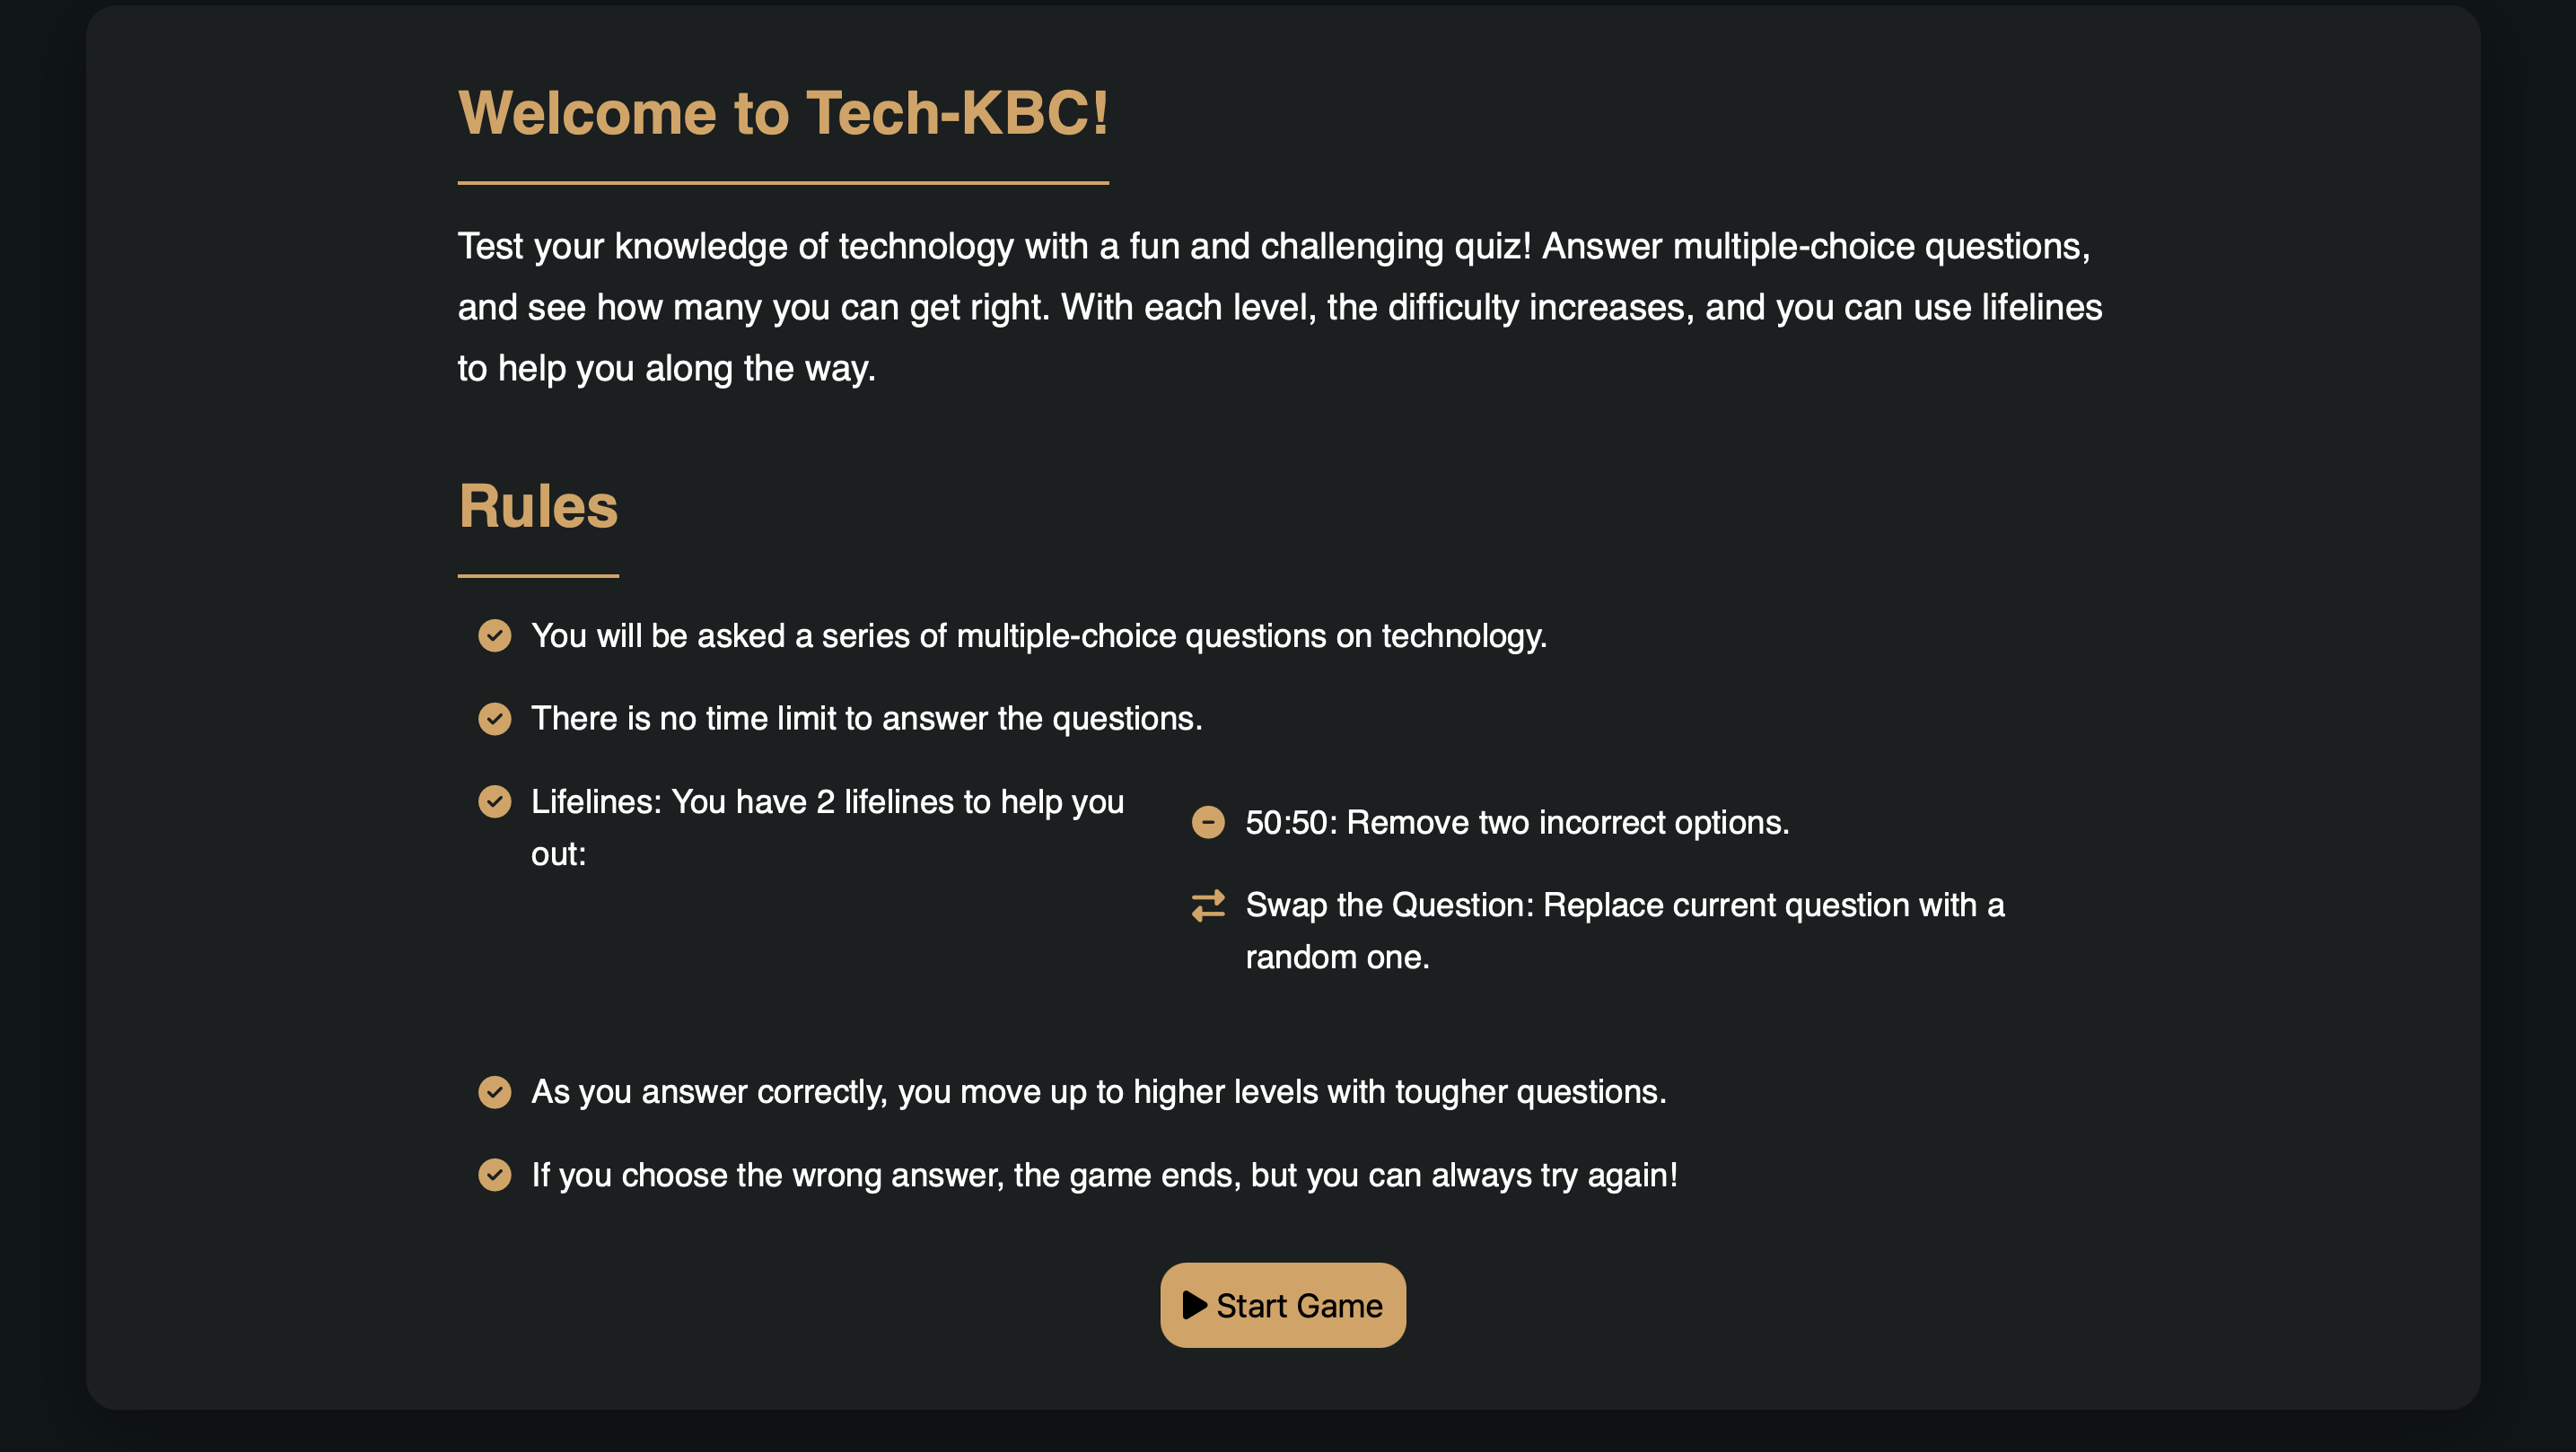 Welcome to Tech-KBC!
Test your knowledge of technology with a fun and challenging quiz! Answer multiple-choice questions,
and see how many you can get right. With each level, the difficulty increases, and you can use lifelines
to help you along the way.
Rules
You will be asked a series of multiple-choice questions on technology.
There is no time limit to answer the questions.
Lifelines: You have 2 lifelines to help you
out:
50:50: Remove two incorrect options.
Swap the Question: Replace current question with a
random one.
As you answer correctly, you move up to higher levels with tougher questions.
If you choose the wrong answer, the game ends, but you can always try again!
Start Game